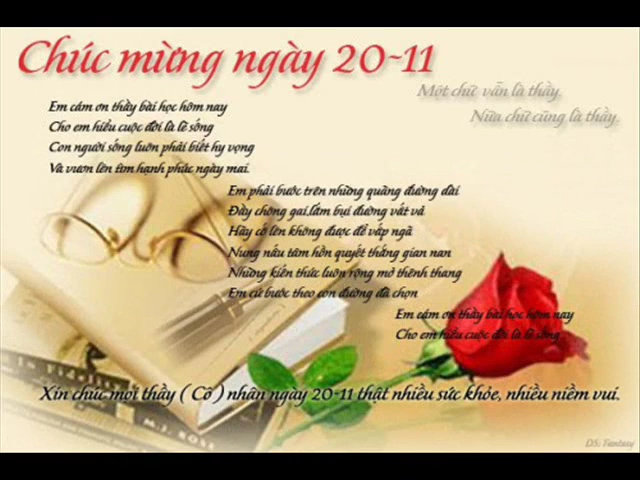 Chúc mừng ngày 20-11
Một chữ vẫn là thầy.
Nửa chữ cũng là thầy.
Em cám ơn thầy bài học hôm nay
Cho em hiểu cuộc đời là lẽ sống
Con người sống luôn phải biết hy vọng
Và vươn lên tìm hạnh phúc ngày mai.
Em phải bước trên những quãng đường dài
Đầy chông gai,lắm bụi đường vất vả
Hãy cố lên không được để vấp ngã
Nung nấu tâm hồn quyết thắng gian nan
Những kiến thức luôn rộng mở thênh thang
Em cứ bước theo con đường đã chọn
Em cám ơn thầy bài học hôm nay
Cho em hiểu cuộc đời là lẽ sống
Xin chúc mọi thầy ( Cô ) nhân ngày 20-11 thật nhiều sức khỏe, nhiều niềm vui.
W. J. ROSE
DS: Fantasy